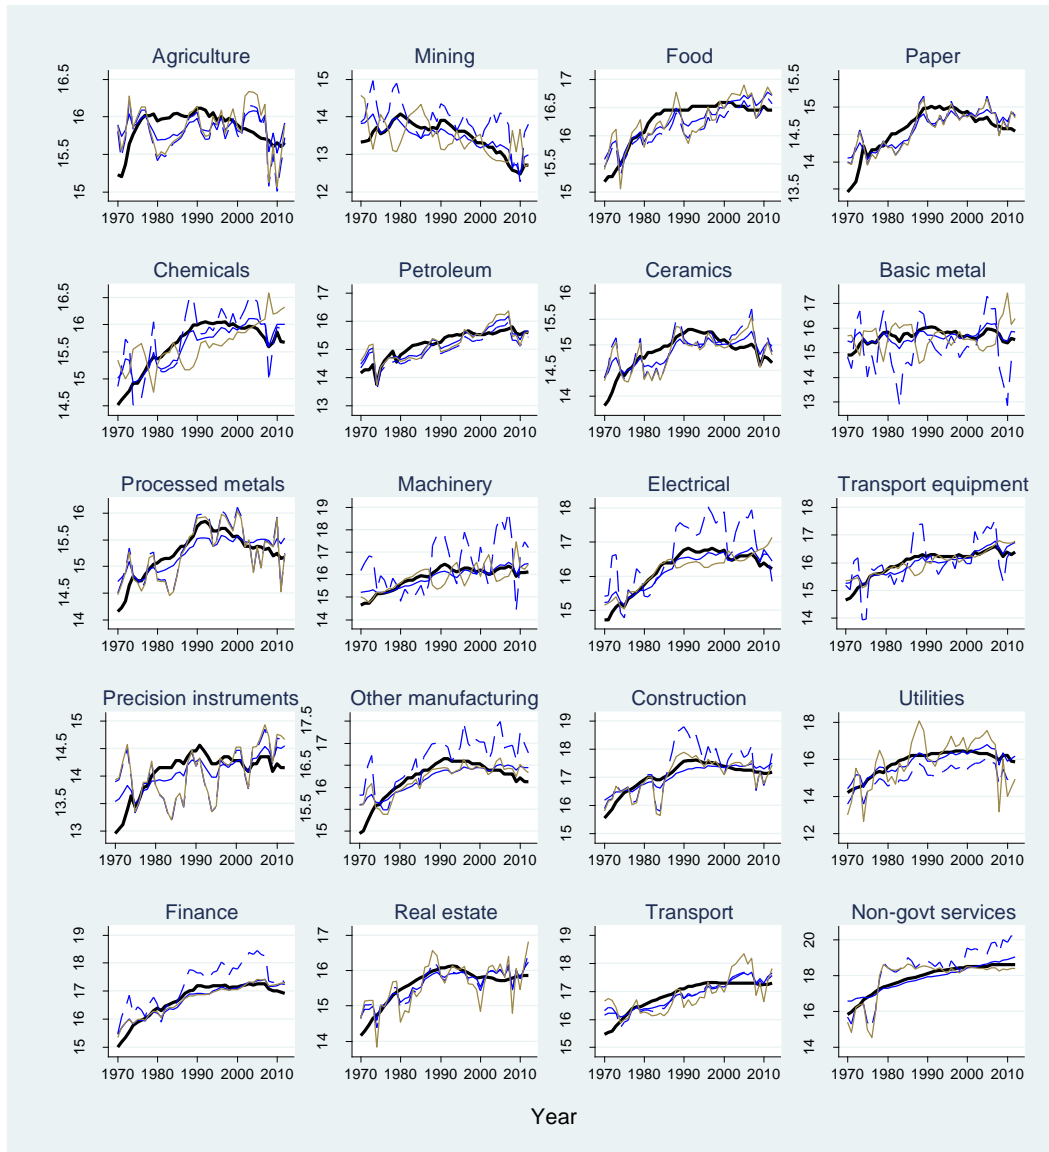 Agriculture Mining Food Paper
15 15.5 16 16.5 12 13 14 15 15 15.5 16 16.5 17 13.5 14 14.5 15 15.5
1970 1980 1990 2000 2010 1970 1980 1990 2000 2010 1970 1980 1990 2000 2010 1970 1980 1990 2000 2010
Chemicals Petroleum Ceramics Basic metal
14.5 15 15.5 16 16.5 13 14 15 16 17 14 14.5 15 15.5 16 13 14 15 16 17
1970 1980 1990 2000 2010 1970 1980 1990 2000 2010 1970 1980 1990 2000 2010 1970 1980 1990 2000 2010
Processed metals Machinery Electrical Transport equipment
14 14.5 15 15.5 16 14 15 16 17 18 19 15 16 17 18 14 15 16 17 18
1970 1980 1990 2000 2010 1970 1980 1990 2000 2010 1970 1980 1990 2000 2010 1970 1980 1990 2000 2010
Precision instruments Other manufacturing Construction Utilities
13 13.5 14 14.5 15 15 15.5 16 16.5 17 17.5 15 16 17 18 19 12 14 16 18
1970 1980 1990 2000 2010 1970 1980 1990 2000 2010 1970 1980 1990 2000 2010 1970 1980 1990 2000 2010
Finance Real estate Transport Non-govt services
15 16 17 18 19 14 15 16 17 15 16 17 18 19 14 16 18 20
1970 1980 1990 2000 2010 1970 1980 1990 2000 2010 1970 1980 1990 2000 2010 1970 1980 1990 2000 2010
Year